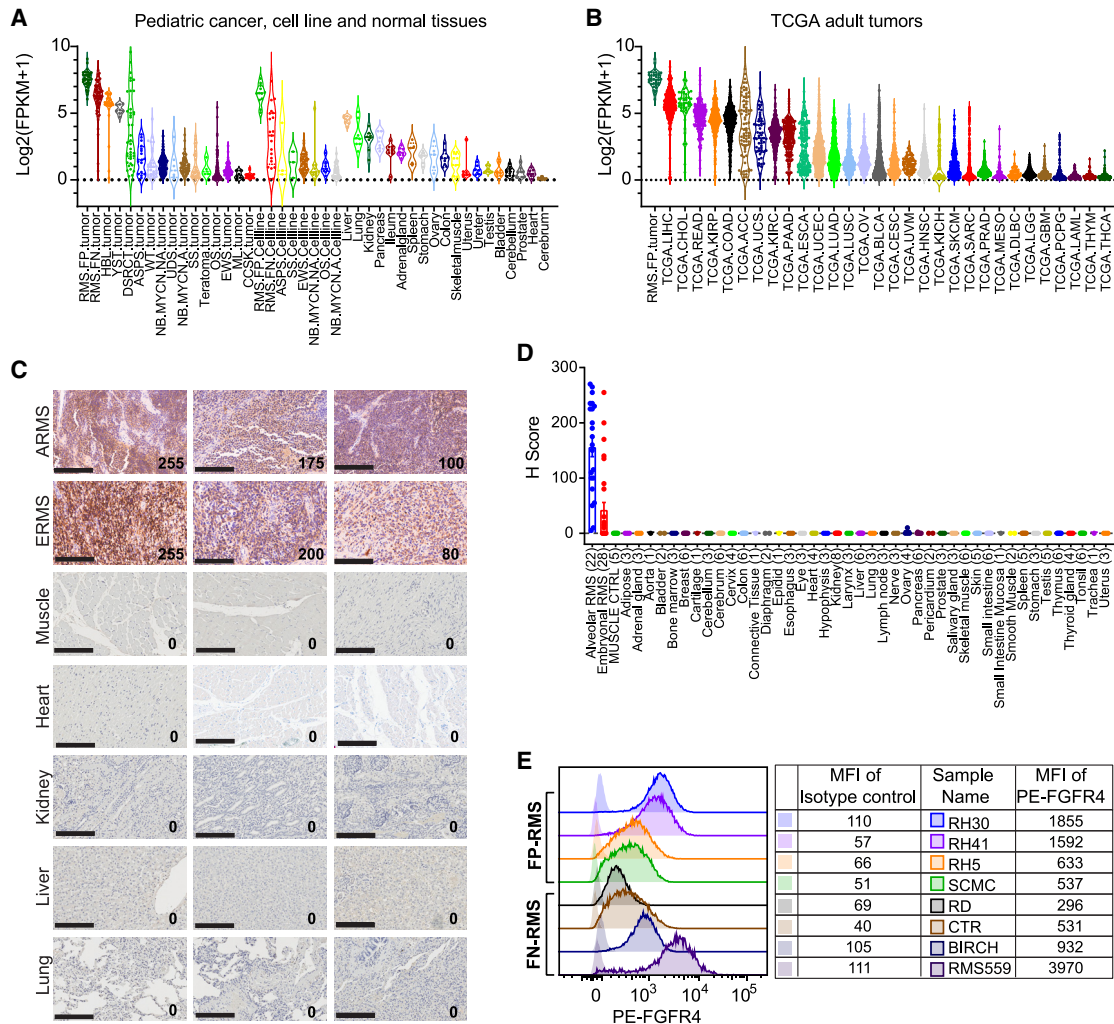 A
Pediatric cancer, cell line and normal tissues
Log2(FPKM+1)
10
5
0
RMS.FP.tumor
RMS.FN.tumor
HBL.tumor
YST.tumor
DSRCT.tumor
ASPS.tumor
WT.tumor
NB.MYCN.NA.tumor
UDS.tumor
NB.MYCN.A.tumor
SS.tumor
Teratoma.tumor
OS.tumor
EWS.tumor
ML.tumor
CCSK.tumor
RMS.FP.Cellline
RMS.FN.Cellline
ASPS.Cellline
SS.Cellline
EWS.Cellline
NB.MYCN.NA.Cellline
OS.Cellline
NB.MYCN.A.Cellline
Liver
Lung
Kidney
Pancreas
Ileum
Adrenalgland
Spleen
Stomach
Ovary
Colon
Skeletalmuscle
Uterus
Ureter
Testis
Bladder
Cerebellum
Prostate
Heart
Cerebrum
B
TCGA adult tumors
Log2(FPKM+1)
10
5
0
RMS.FP.tumor
TCGA.LIHC
TCGA.CHOL
TCGA.READ
TCGA.KIRP
TCGA.COAD
TCGA.ACC
TCGA.UCS
TCGA.KIRC
TCGA.PAAD
TCGA.ESCA
TCGA.UCEC
TCGA.LUAD
TCGA.LUSC
TCGA.OV
TCGA.BLCA
TCGA.CESC
TCGA.UVM
TCGA.HNSC
TCGA.KICH
TCGA.SKCM
TCGA.SARC
TCGA.PRAD
TCGA.MESO
TCGA.DLBC
TCGA.LGG
TCGA.GBM
TCGA.PCPG
TCGA.LAML
TCGA.THYM
TCGA.THCA
C
ARMS
255
175
100
ERMS
255
200
80
Muscle
0
0
0
Heart
0
0
0
Kidney
0
0
0
Liver
0
0
0
Lung
0
0
0
D
H Score
300
200
100
0
Alveolar RMS (22)
Embryonal RMS (26)
MUSCLE CTRL (2)
Adipose (3)
Adrenal gland (3)
Aorta (1)
Bladder (2)
Bone marrow (3)
Breast (6)
Cartilage (1)
Cerebellum (3)
Cerebrum (6)
Cervix (4)
Colon (6)
Connective Tissue (1)
Diaphragm (2)
Epidid (1)
Esophagus (3)
Eye (3)
Heart (4)
Hypophysis (3)
Kidney (8)
Larynx (3)
Liver (6)
Lung (6)
Lymph node (3)
Nerve (3)
Ovary (4)
Pancreas (6)
Pericardium (2)
Prostate (3)
Salivary gland (3)
Skeletal muscle (6)
Skin (5)
Small intestine (6)
Small Intestine Mucosa (1)
Smooth Muscle (2)
Spleen (6)
Stomach (3)
Testis (5)
Thymus (6)
Thyroid gland (4)
Tonsil (6)
Trachea (1)
Uterus (3)
E
FP-RMS
FN-RMS
0
10³
10⁴
10⁵
PE-FGFR4
MFI of Isotype control
Sample Name
MFI of PE-FGFR4
110 RH30 1855
57 RH41 1592
66 RH5 633
51 SCMC 537
69 RD 296
40 CTR 531
105 BIRCH 932
111 RMS559 3970